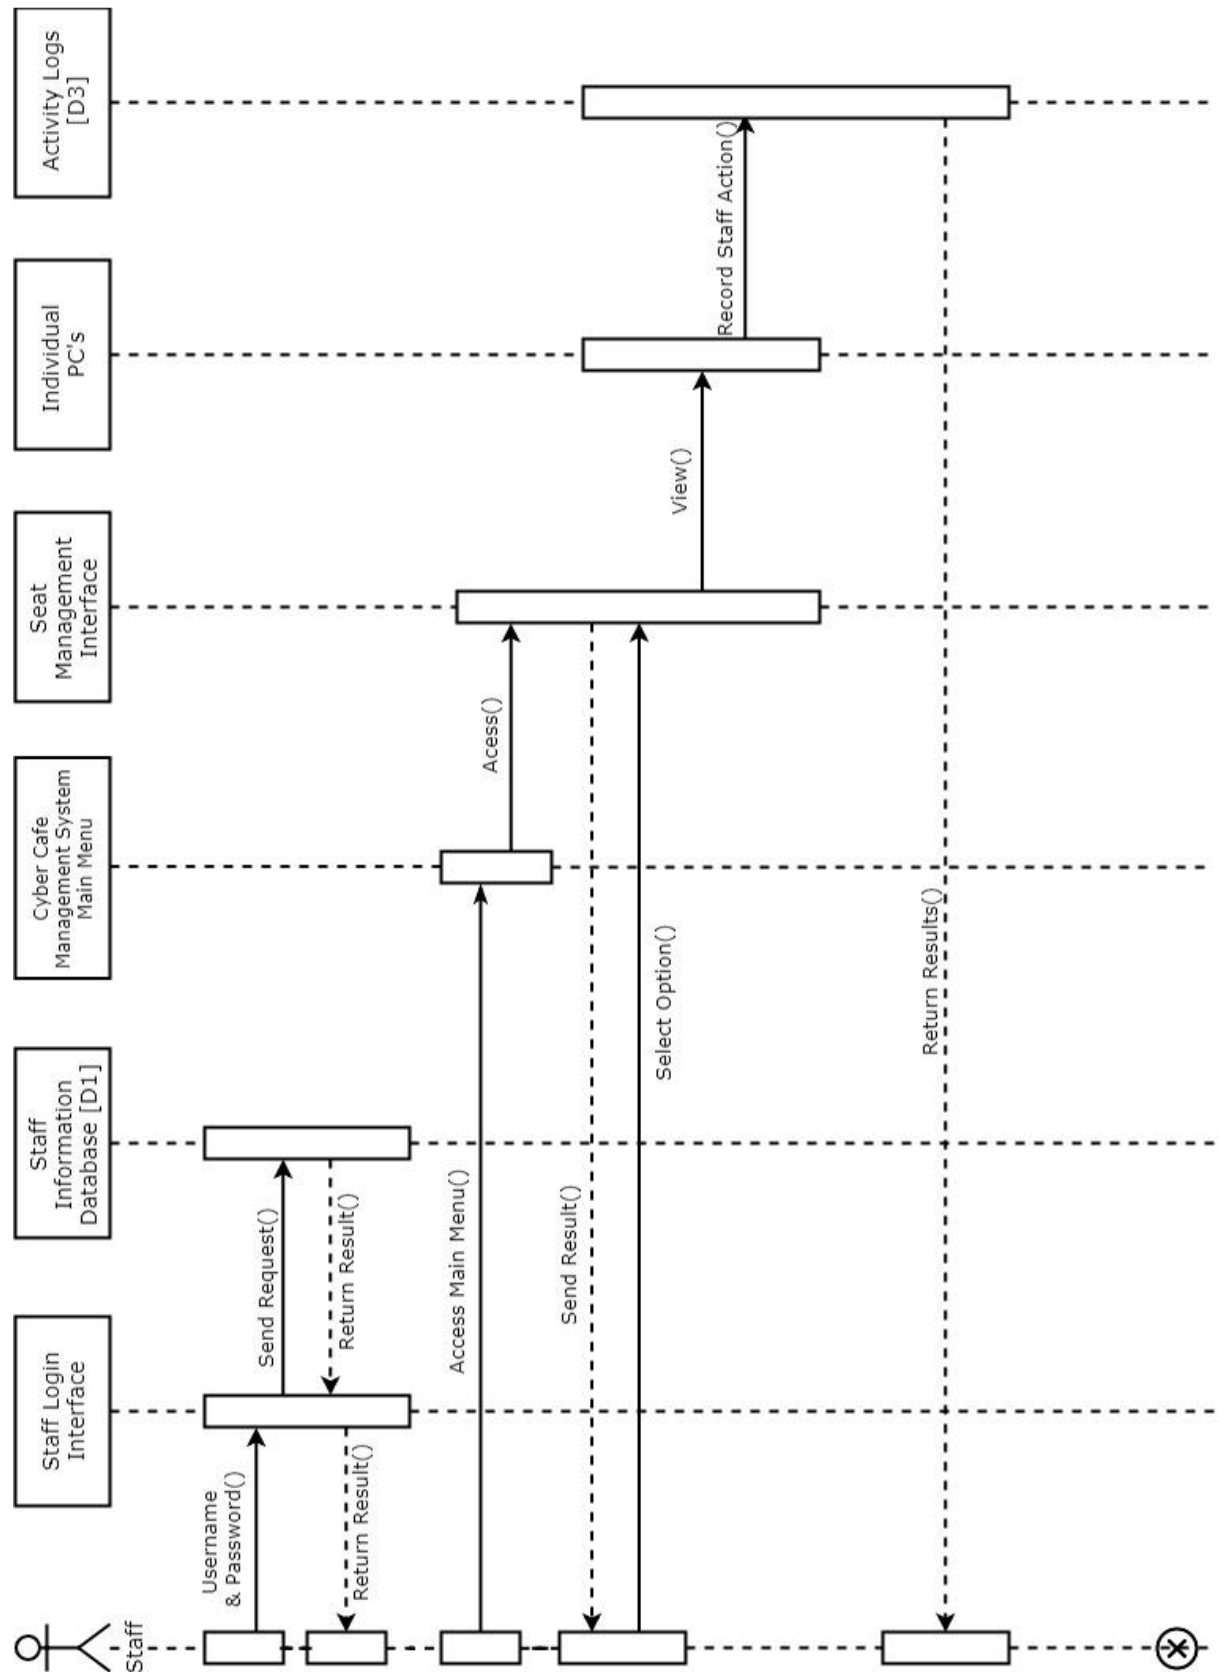 Staff
Staff Login
Interface
Staff
Information
Database [D1]
Cyber Cafe
Management System
Main Menu
Seat
Management
Interface
Individual
PC's
Activity Logs
[D3]
Username
& Password()
Send Request()
Return Result()
Return Result()
Access Main Menu()
Acess()
Send Result()
Select Option()
View()
Record Staff Action()
Return Results()